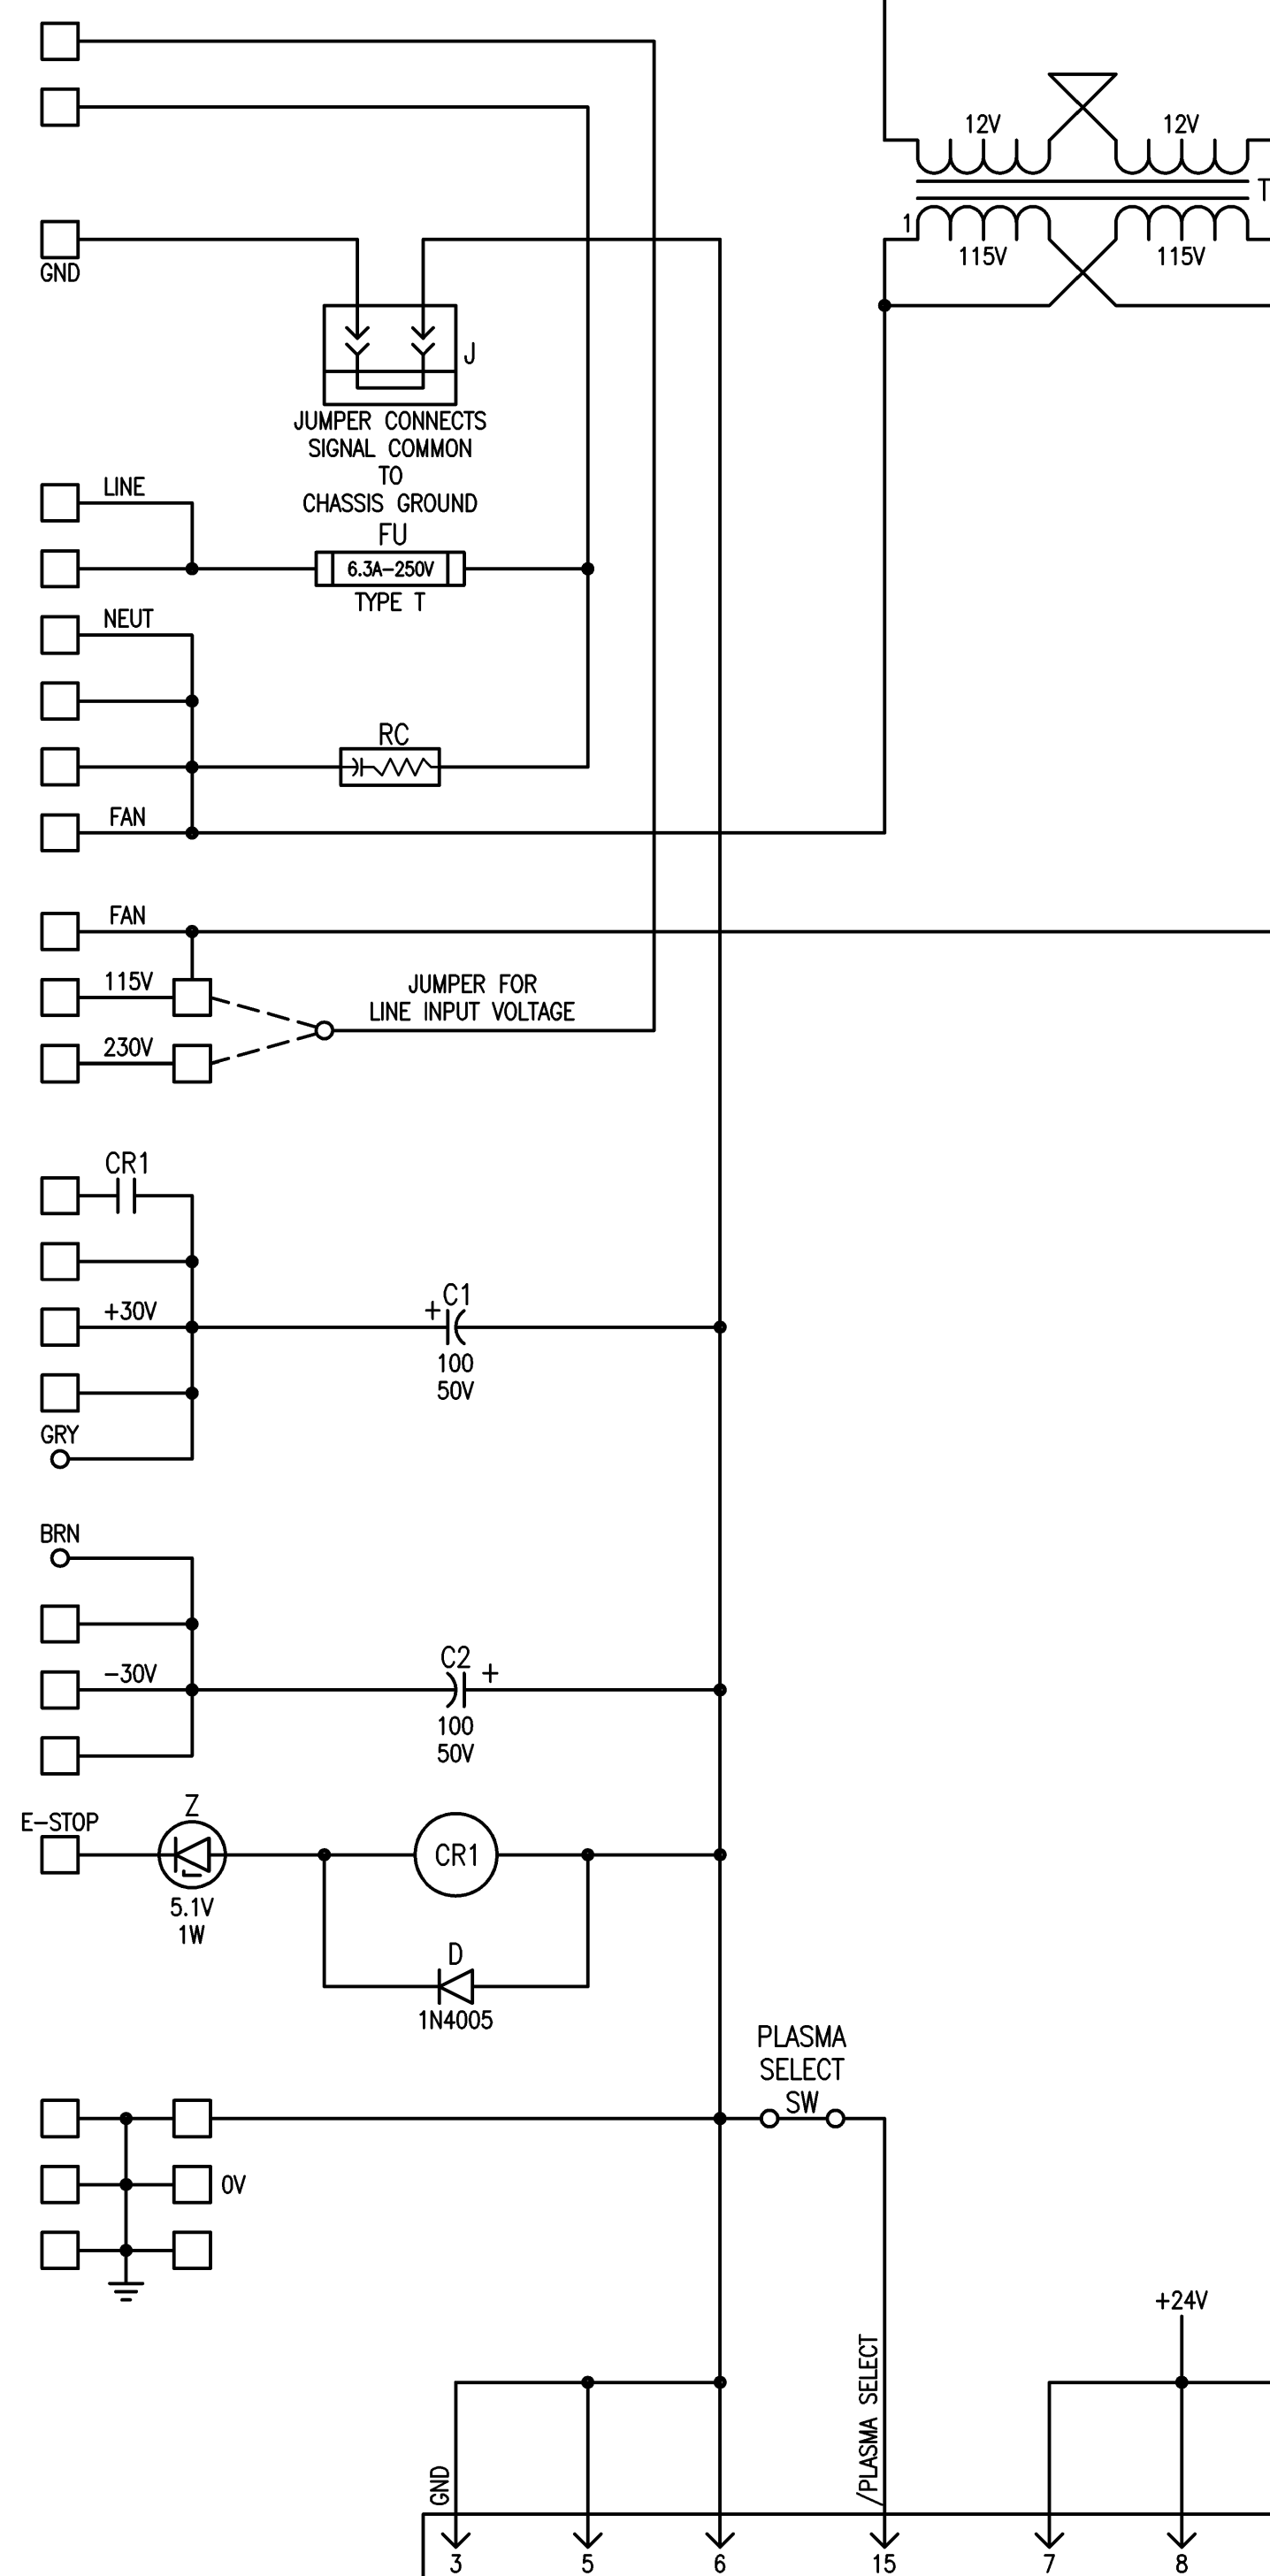 12V
12V
T
1
115V
115V
GND
J
JUMPER CONNECTS
SIGNAL COMMON
TO
CHASSIS GROUND
LINE
FU
6.3A-250V
TYPE T
NEUT
RC
FAN
FAN
115V
JUMPER FOR
LINE INPUT VOLTAGE
230V
CR1
+30V
+
C1
100
50V
GRY
BRN
-30V
C2
+
100
50V
E-STOP
Z
5.1V
1W
CR1
D
1N4005
PLASMA
SELECT
SW
0V
+24V
GND
/PLASMA SELECT
3
5
6
15
7
8